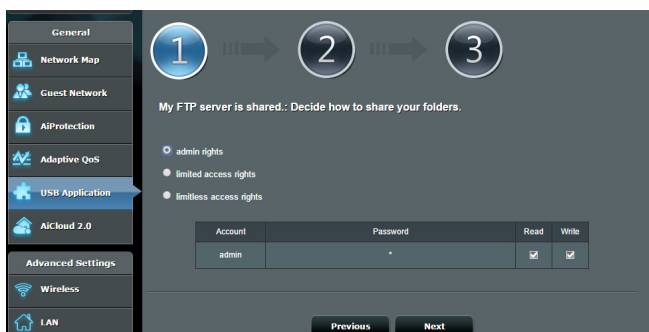 General
Network Map
Guest Network
AiProtection
Adaptive QoS
USB Application
AiCloud 2.0
Advanced Settings
Wireless
LAN
1 2 3
My FTP server is shared.: Decide how to share your folders.
admin rights
limited access rights
limitless access rights
Account Password Read Write
admin *
Previous Next